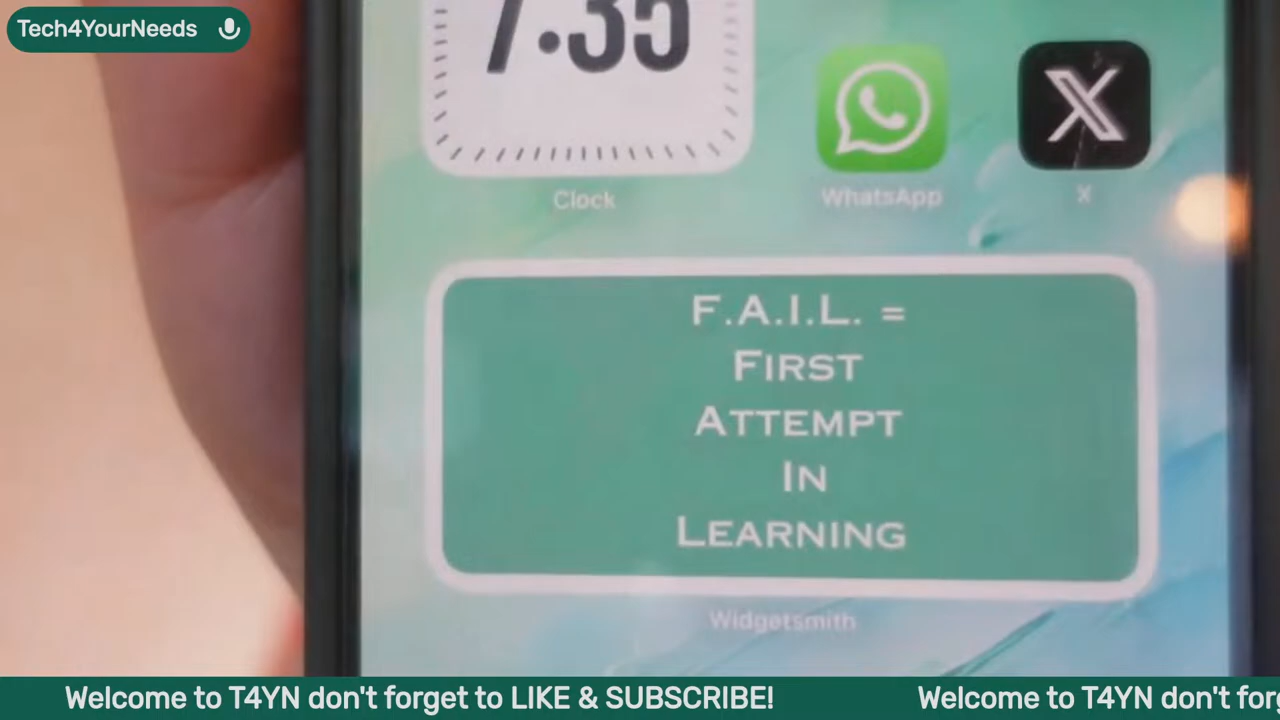 Tech4YourNeeds
7:35
Clock
WhatsApp
X
F.A.I.L. =
First
Attempt
In
Learning
Widgetsmith
Welcome to T4YN don't forget to LIKE & SUBSCRIBE!
Welcome to T4YN don't forg